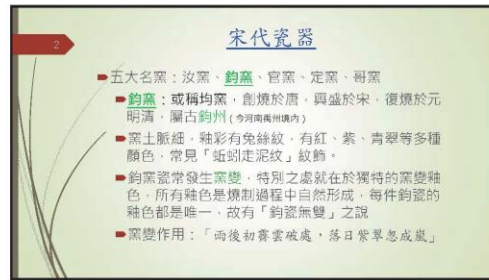 2
宋代瓷器
五大名窯：汝窯、鈞窯、官窯、定窯、哥窯
鈞窯：或稱均窯，創燒於唐，興盛於宋，復燒於元
明清，屬古鈞州（今河南禹州境內）
窯土脈細，釉彩有兔絲紋，有紅、紫、青翠等多種
顏色，常見「蚯蚓走泥纹」紋飾。
鈞窯瓷常發生窯變，特別之處就在於獨特的窯變釉
色，所有釉色是燒制過程中自然形成，每件鈞瓷的
釉色都是唯一，故有「鈞瓷無雙」之說
窯變作用：「雨後初霽雲破處，落日紫翠忽成嵐」